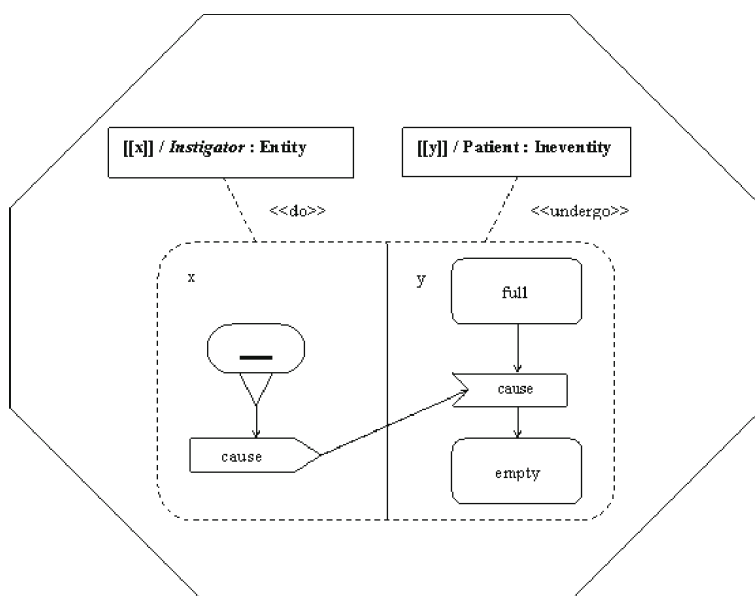 [[x]] / Instigator : Entity
[[y]] / Patient : Ineventity
<<do>>
<<undergo>>
x
y
full
cause
cause
empty